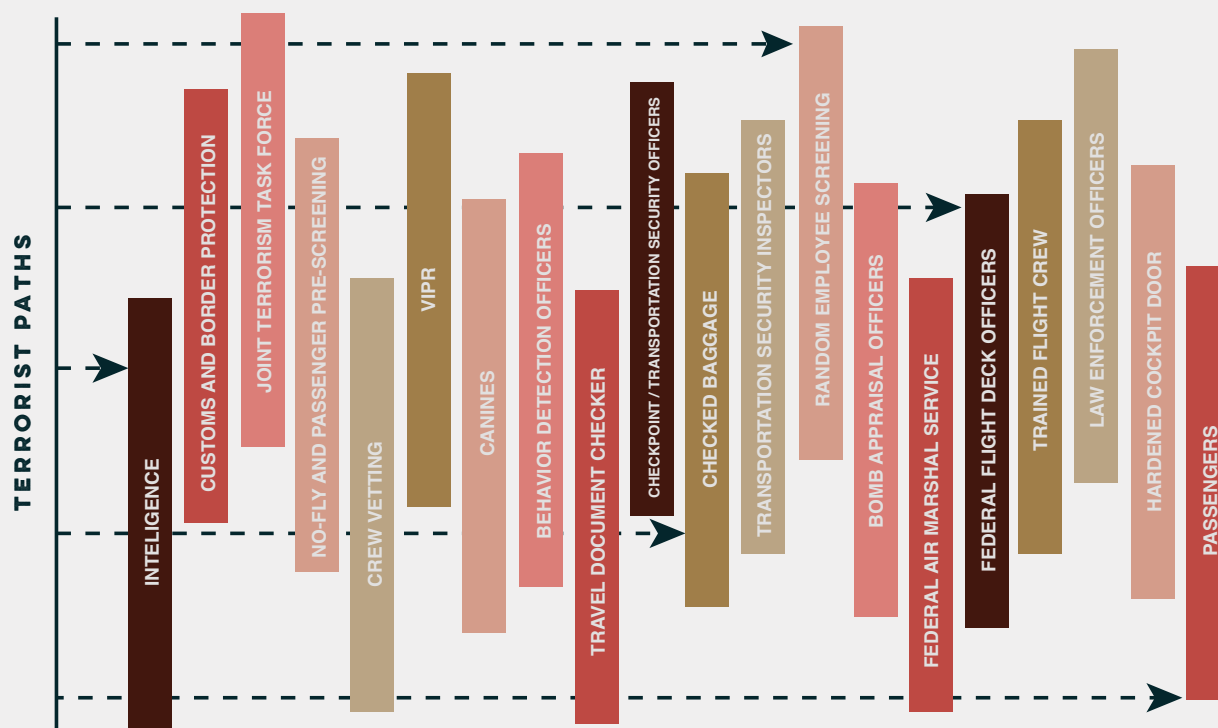 TERRORIST PATHS
INTELIGENCE
CUSTOMS AND BORDER PROTECTION
JOINT TERRORISM TASK FORCE
NO-FLY AND PASSENGER PRE-SCREENING
CREW VETTING
VIPR
CANINES
BEHAVIOR DETECTION OFFICERS
TRAVEL DOCUMENT CHECKER
CHECKPOINT / TRANSPORTATION SECURITY OFFICERS
CHECKED BAGGAGE
TRANSPORTATION SECURITY INSPECTORS
RANDOM EMPLOYEE SCREENING
BOMB APPRAISAL OFFICERS
FEDERAL AIR MARSHAL SERVICE
FEDERAL FLIGHT DECK OFFICERS
TRAINED FLIGHT CREW
LAW ENFORCEMENT OFFICERS
HARDENED COCKPIT DOOR
PASSENGERS